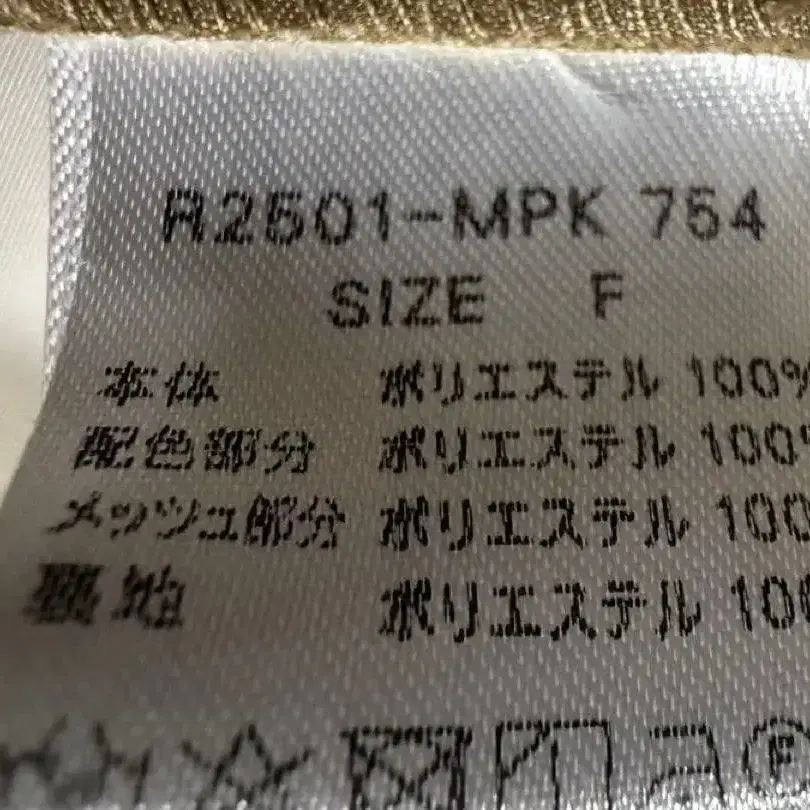 R2501-MPK 754
SIZE F
本体 ポリエステル 100%
配色部分 ポリエステル 100%
メッシュ部分 ポリエステル 100
裏地 ポリエステル 100
F